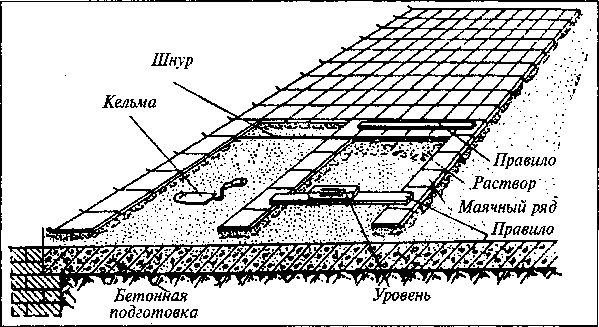 Шнур
Кельма
Правило
Раствор
Маячный ряд
Правило
Бетонная
подготовка
Уровень